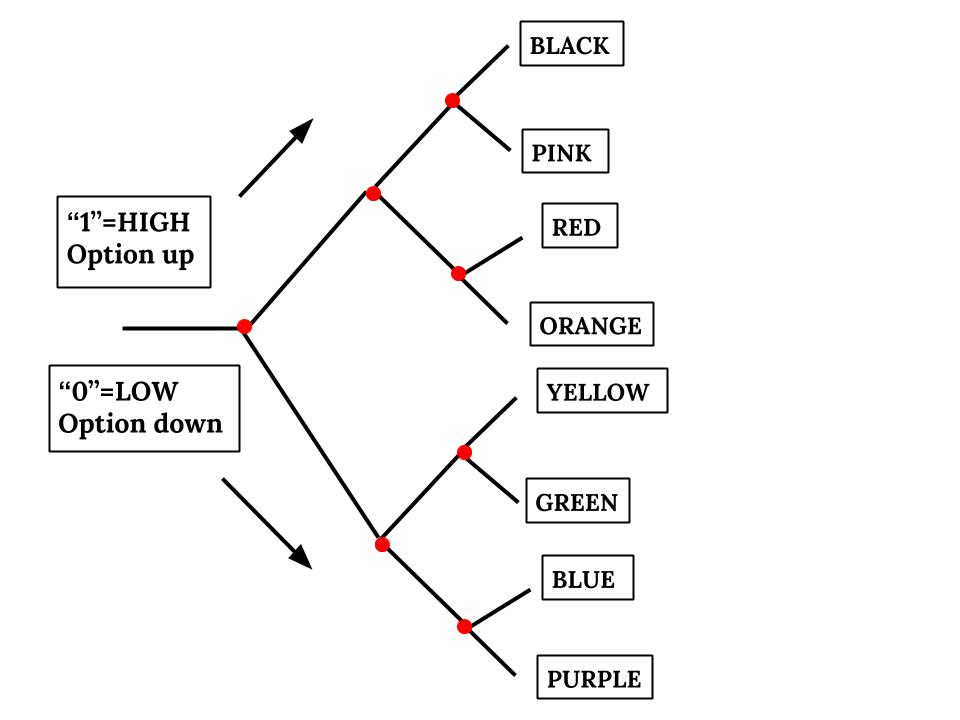 BLACK
PINK
“1”=HIGH
Option up
RED
ORANGE
“0”=LOW
Option down
YELLOW
GREEN
BLUE
PURPLE